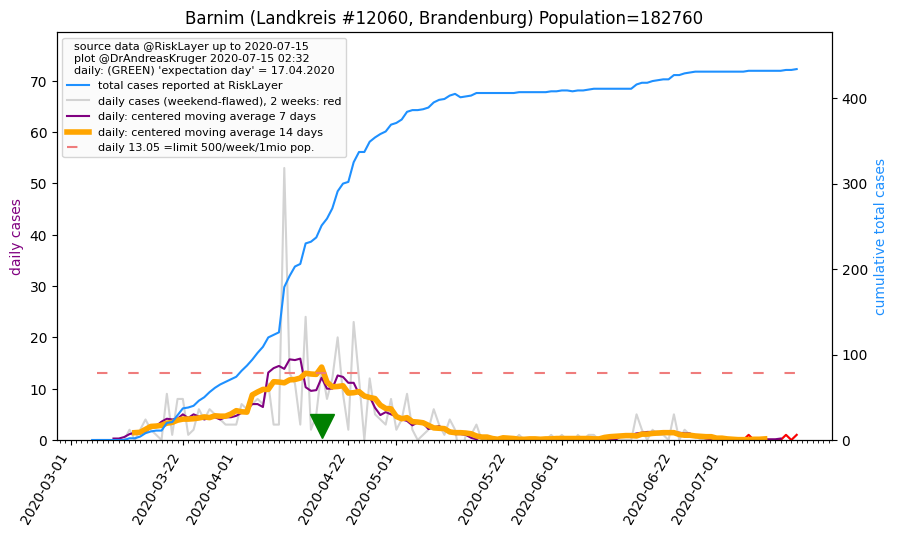 Barnim (Landkreis #12060, Brandenburg) Population=182760
source data @RiskLayer up to 2020-07-15
plot @DrAndreasKruger 2020-07-15 02:32
daily: (GREEN) 'expectation day' = 17.04.2020
total cases reported at RiskLayer
daily cases (weekend-flawed), 2 weeks: red
daily: centered moving average 7 days
daily: centered moving average 14 days
daily 13.05 =limit 500/week/1mio pop.
daily cases
70
60
50
40
30
20
10
0
cumulative total cases
400
300
200
100
0
2020-03-01
2020-03-22
2020-04-01
2020-04-22
2020-05-01
2020-05-22
2020-06-01
2020-06-22
2020-07-01